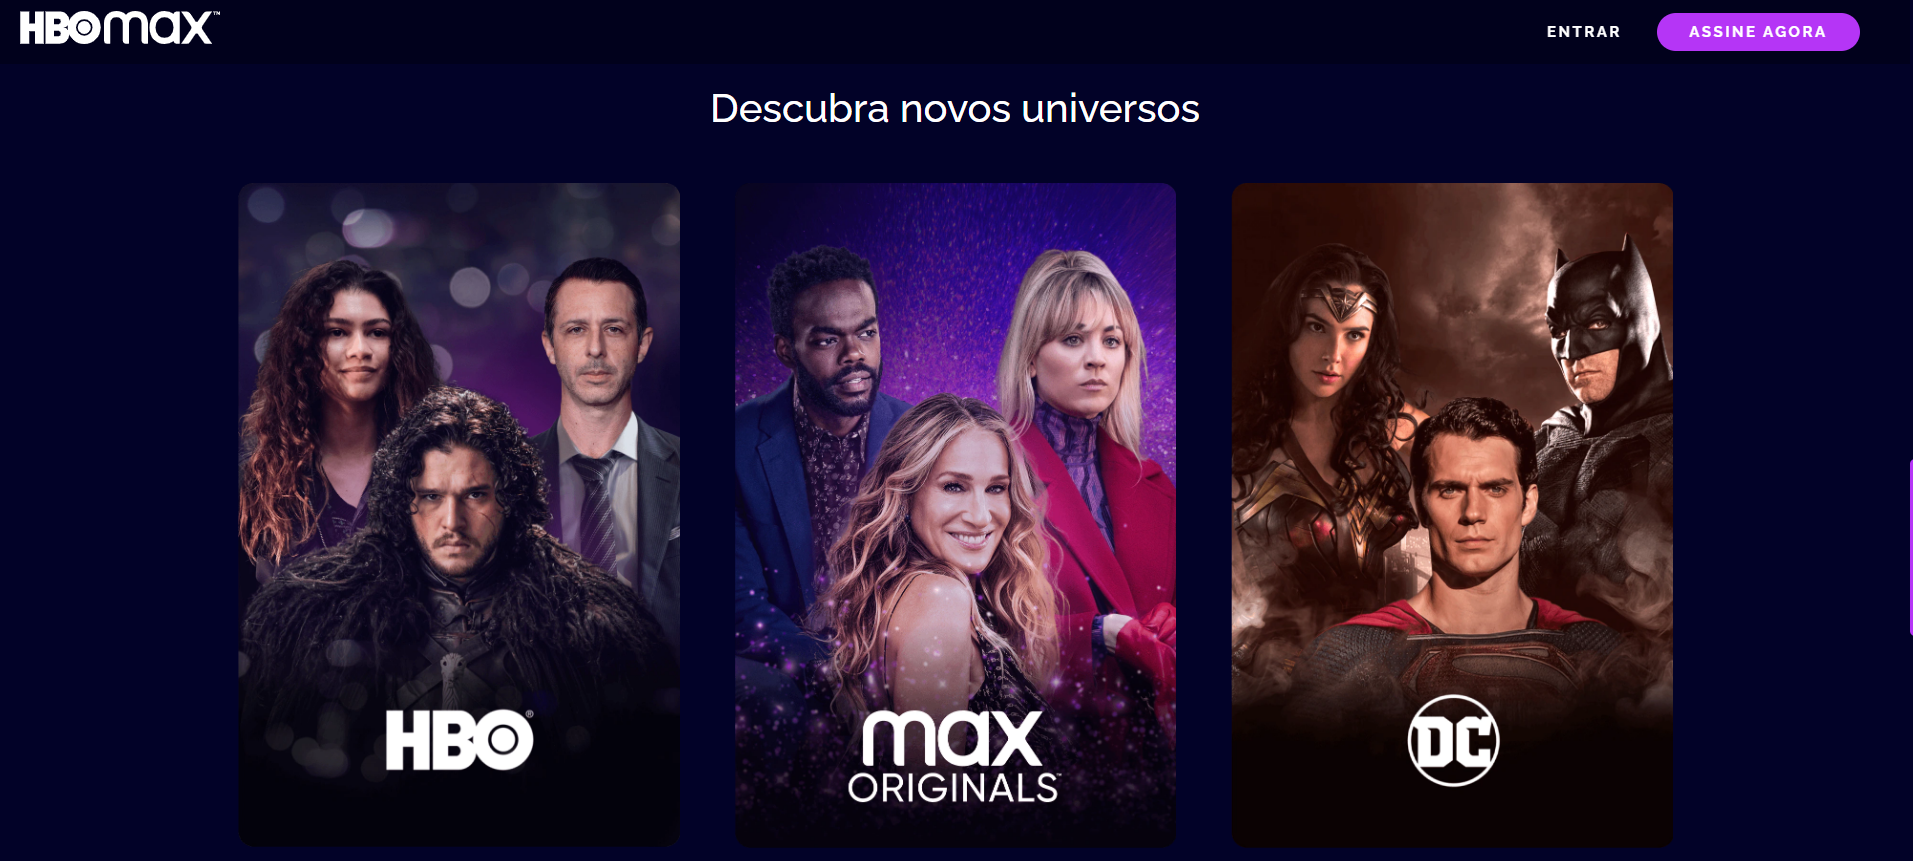 HBOmax™
ENTRAR
ASSINE AGORA
Descubra novos universos
HBO®
max
ORIGINALS™
DC